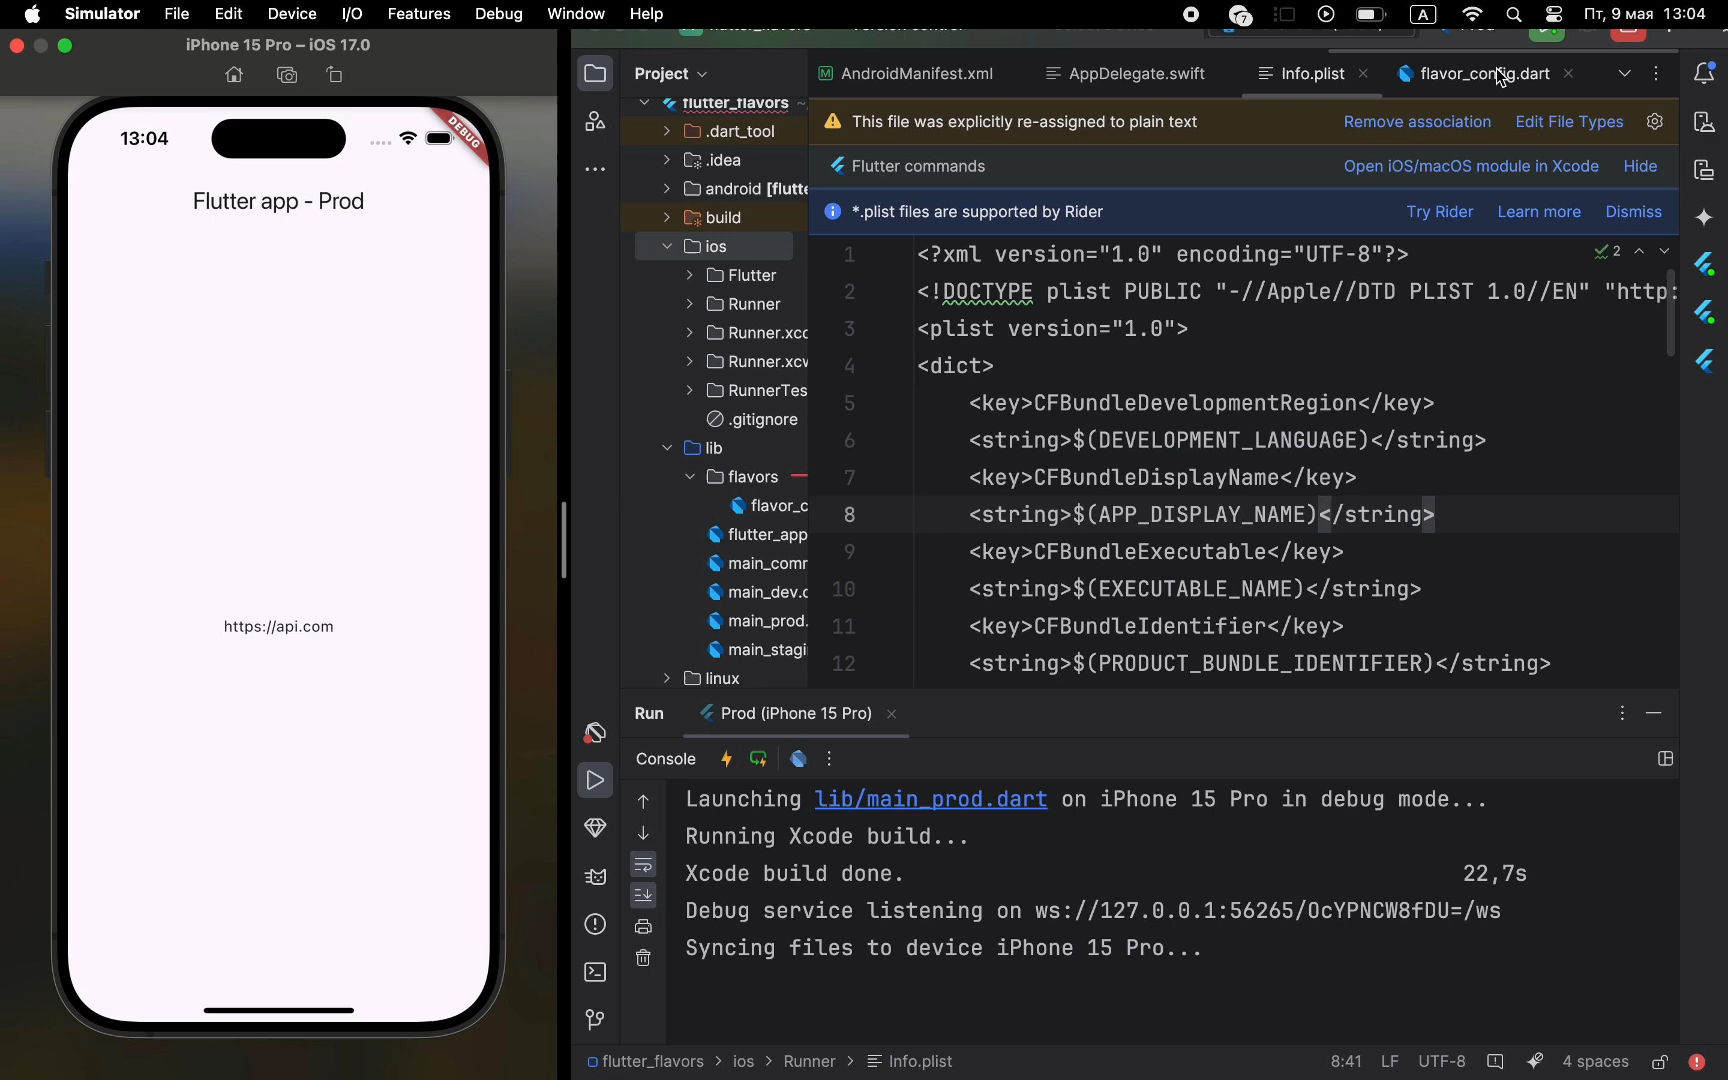 Simulator File Edit Device I/O Features Debug Window Help 7 A Пт, 9 мая 13:04
iPhone 15 Pro – iOS 17.0
13:04
DEBUG
Flutter app - Prod
https://api.com
Project
AndroidManifest.xml
AppDelegate.swift
Info.plist
flavor_config.dart
flutter_flavors ~
.dart_tool
.idea
android [flutte
build
ios
Flutter
Runner
Runner.xcc
Runner.xcv
RunnerTes
.gitignore
lib
flavors
flavor_c
flutter_app
main_comr
main_dev.c
main_prod.
main_stagi
linux
This file was explicitly re-assigned to plain text Remove association Edit File Types
Flutter commands Open iOS/macOS module in Xcode Hide
*.plist files are supported by Rider Try Rider Learn more Dismiss
2
1 <?xml version="1.0" encoding="UTF-8"?>
2 <!DOCTYPE plist PUBLIC "-//Apple//DTD PLIST 1.0//EN" "http:
3 <plist version="1.0">
4 <dict>
5 <key>CFBundleDevelopmentRegion</key>
6 <string>$(DEVELOPMENT_LANGUAGE)</string>
7 <key>CFBundleDisplayName</key>
8 <string>$(APP_DISPLAY_NAME)</string>
9 <key>CFBundleExecutable</key>
10 <string>$(EXECUTABLE_NAME)</string>
11 <key>CFBundleIdentifier</key>
12 <string>$(PRODUCT_BUNDLE_IDENTIFIER)</string>
Run Prod (iPhone 15 Pro)
Console
Launching lib/main_prod.dart on iPhone 15 Pro in debug mode...
Running Xcode build...
Xcode build done. 22,7s
Debug service listening on ws://127.0.0.1:56265/OcYPNCW8fDU=/ws
Syncing files to device iPhone 15 Pro...
flutter_flavors > ios > Runner > Info.plist 8:41 LF UTF-8 4 spaces